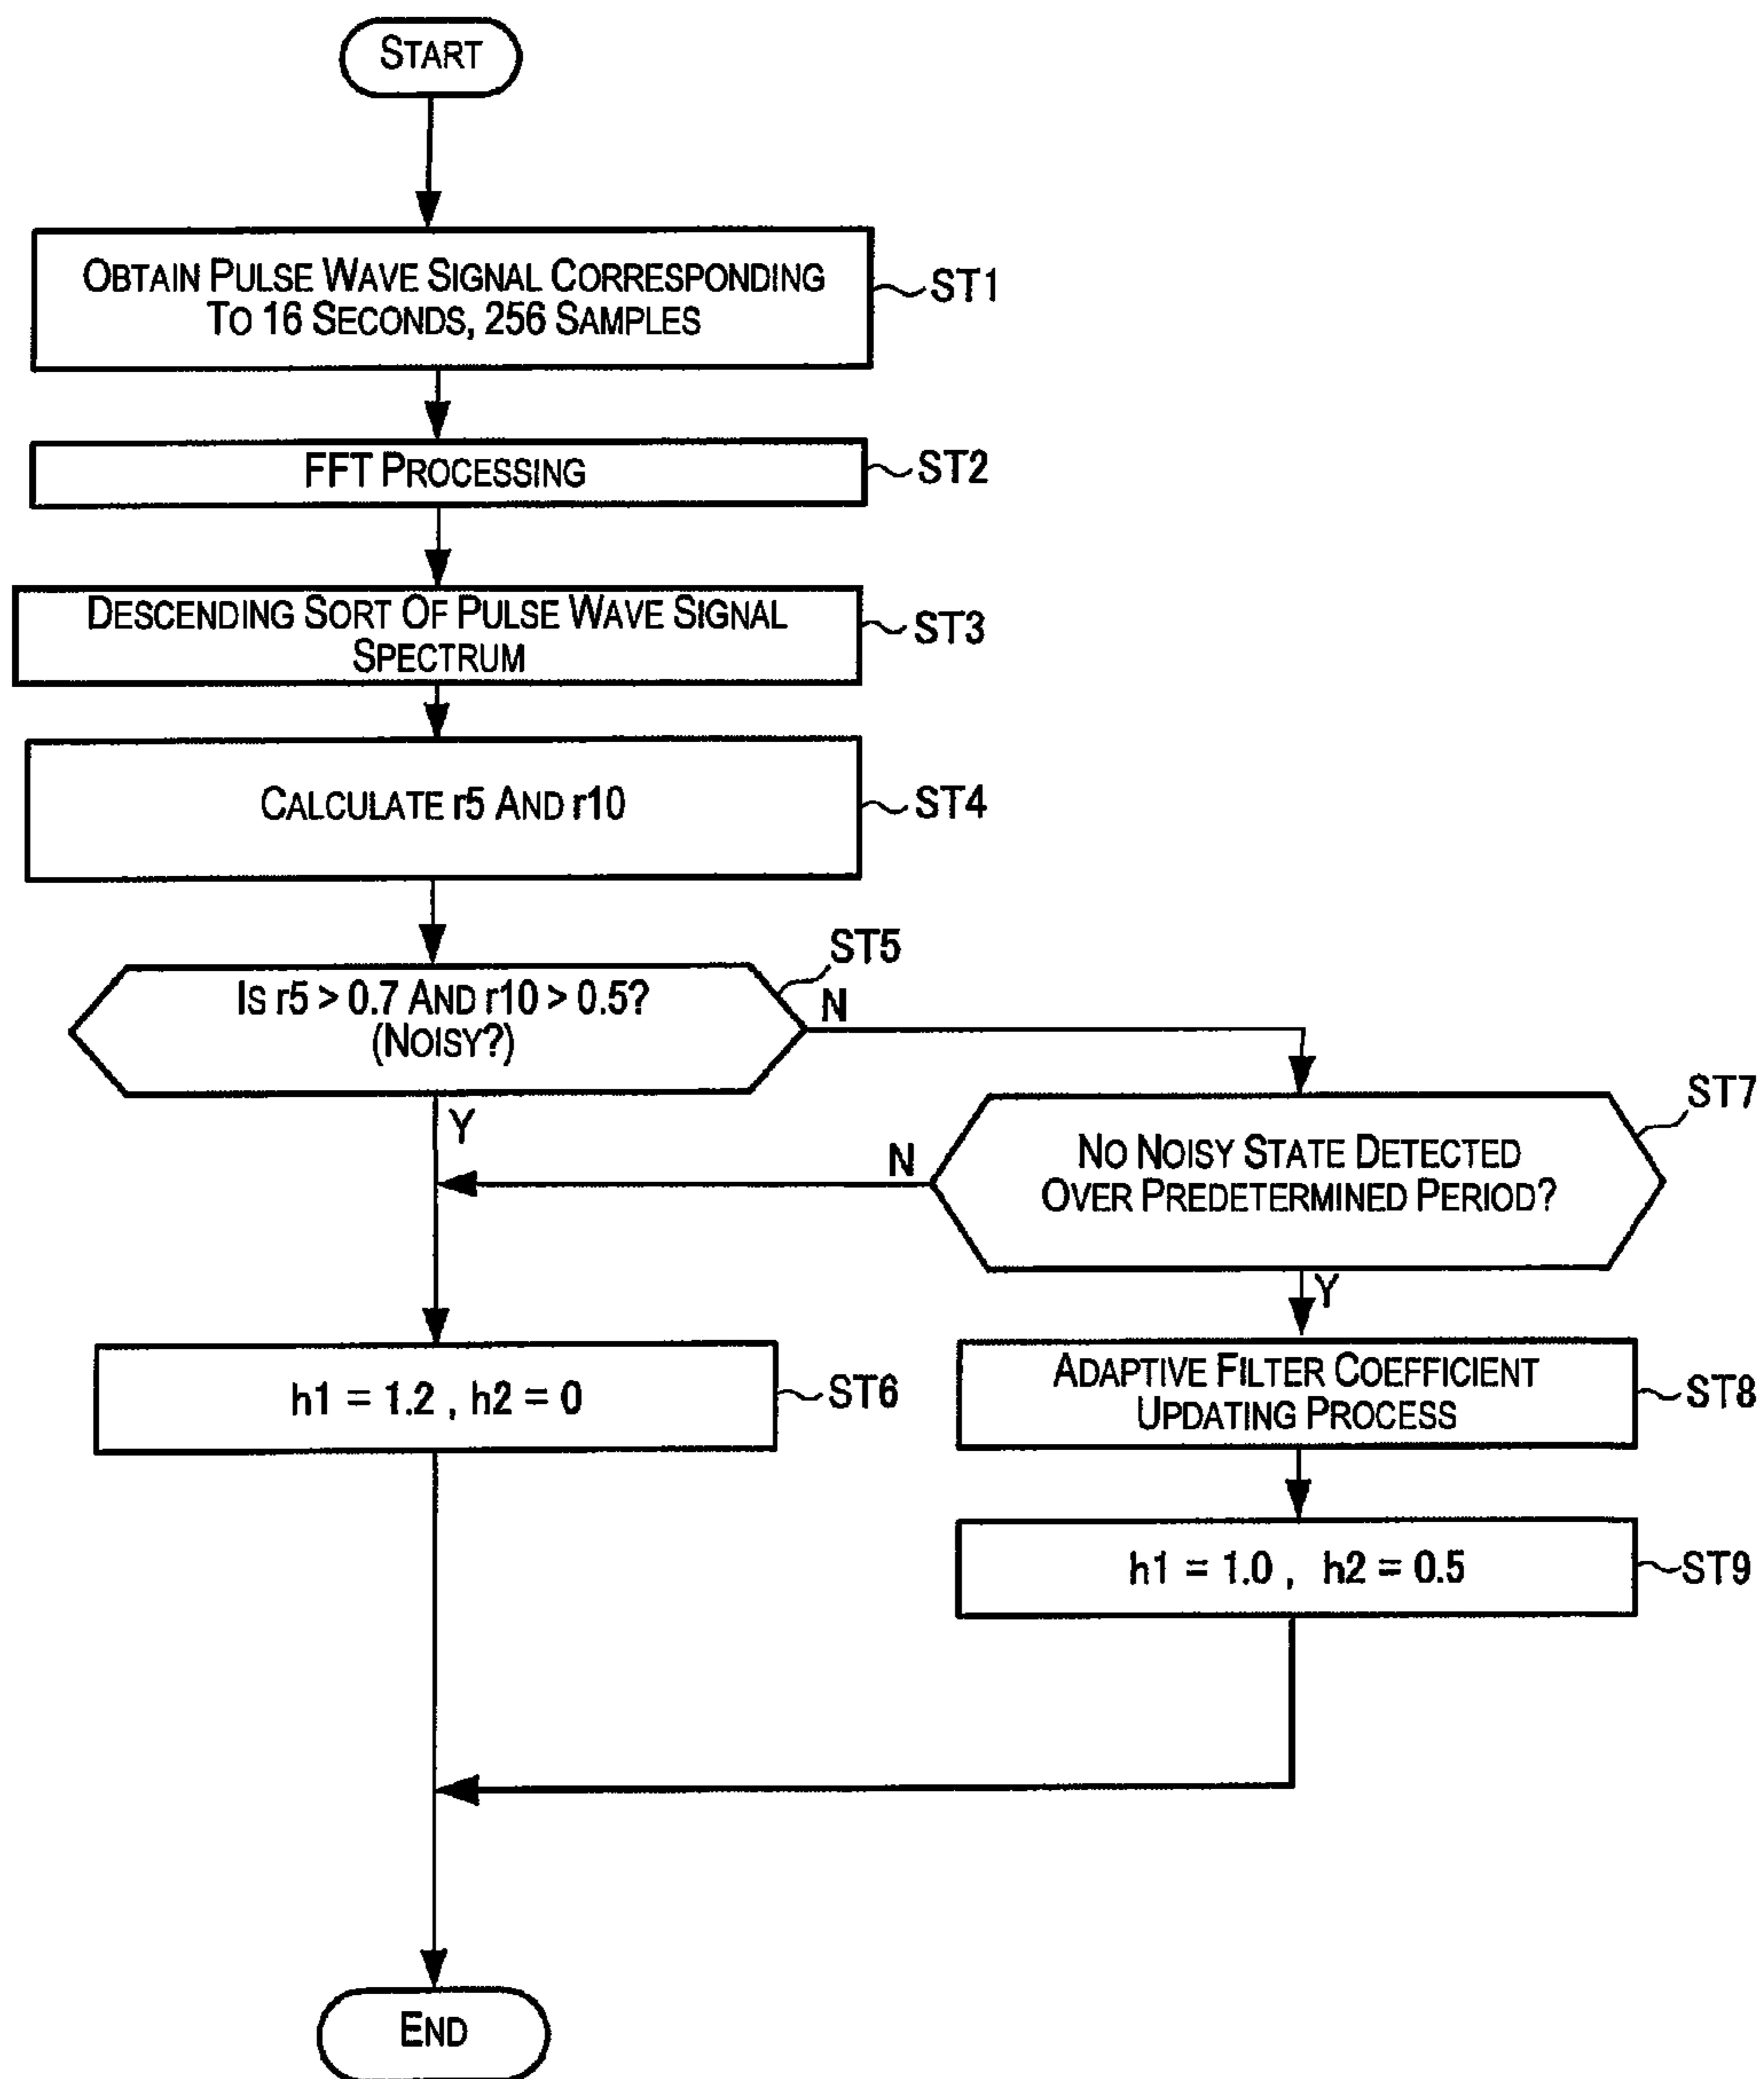 START
OBTAIN PULSE WAVE SIGNAL CORRESPONDING
TO 16 SECONDS, 256 SAMPLES
ST1
FFT PROCESSING
ST2
DESCENDING SORT OF PULSE WAVE SIGNAL
SPECTRUM
ST3
CALCULATE r5 AND r10
ST4
IS r5 > 0.7 AND r10 > 0.5?
(NOISY?)
ST5
N
Y
NO NOISY STATE DETECTED
OVER PREDETERMINED PERIOD?
ST7
N
Y
h1 = 1.2 , h2 = 0
ST6
ADAPTIVE FILTER COEFFICIENT
UPDATING PROCESS
ST8
h1 = 1.0 , h2 = 0.5
ST9
END